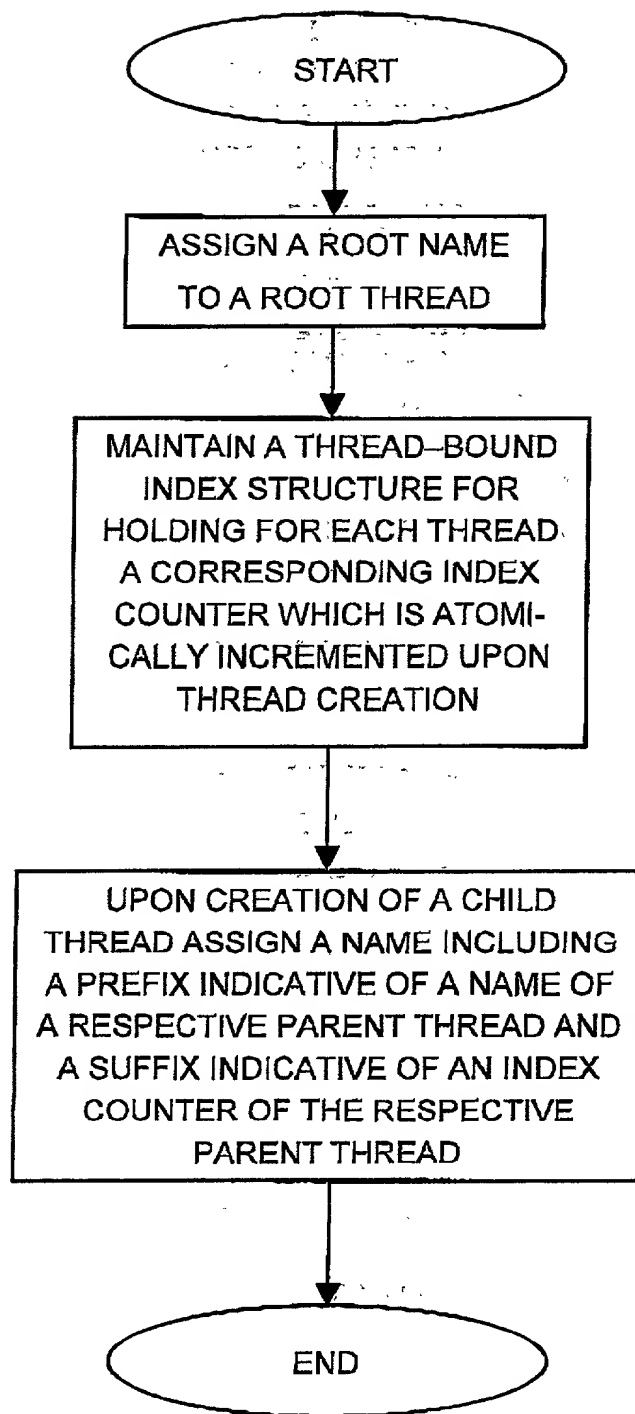 START
ASSIGN A ROOT NAME
TO A ROOT THREAD
MAINTAIN A THREAD–BOUND
INDEX STRUCTURE FOR
HOLDING FOR EACH THREAD
A CORRESPONDING INDEX
COUNTER WHICH IS ATOMI-
CALLY INCREMENTED UPON
THREAD CREATION
UPON CREATION OF A CHILD
THREAD ASSIGN A NAME INCLUDING
A PREFIX INDICATIVE OF A NAME OF
A RESPECTIVE PARENT THREAD AND
A SUFFIX INDICATIVE OF AN INDEX
COUNTER OF THE RESPECTIVE
PARENT THREAD
END